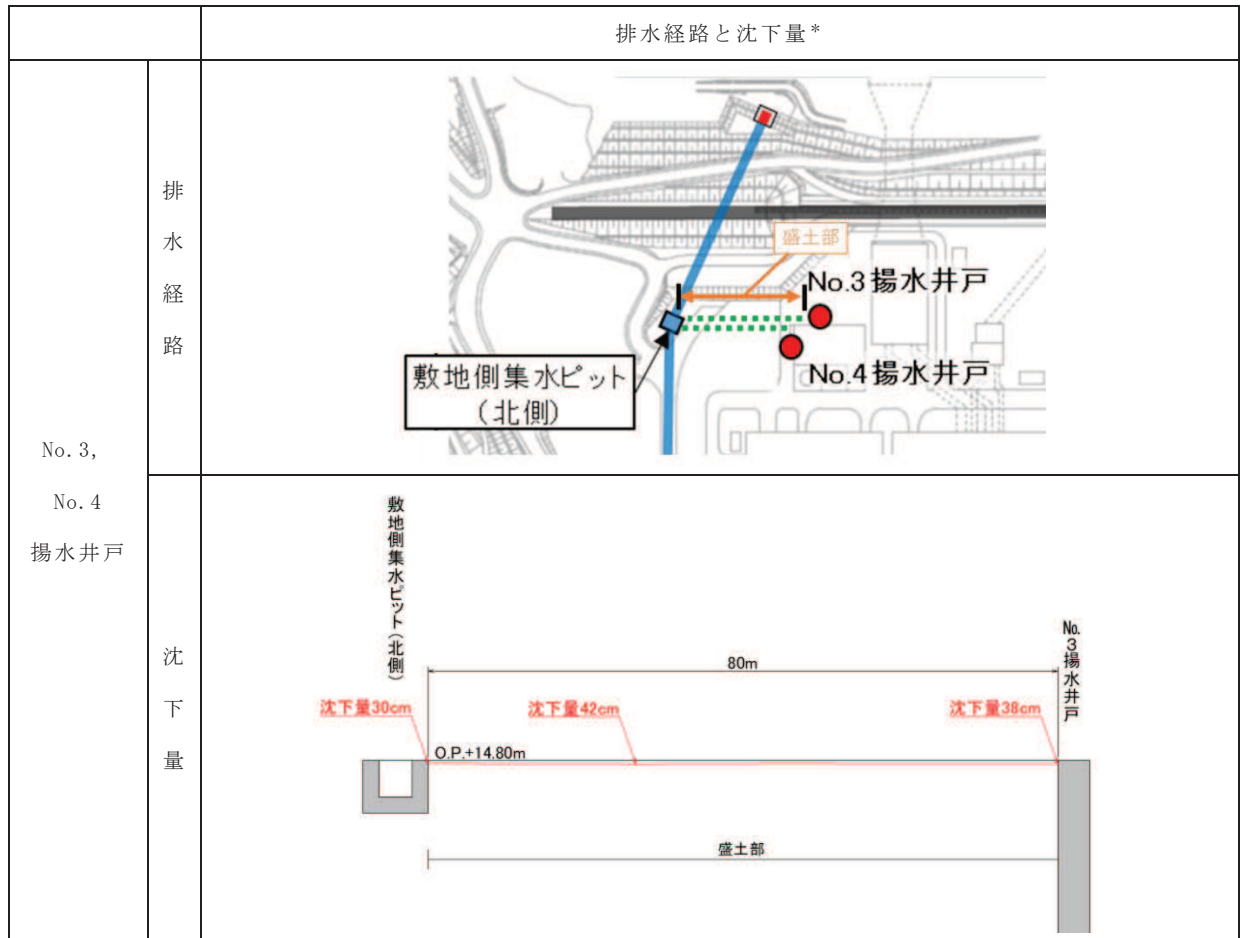 排水経路と沈下量*
No.3,
No.4
揚水井戸
排水経路
盛土部
No.3揚水井戸
No.4揚水井戸
敷地側集水ピット
(北側)
沈下量
敷地側集水ピット(北側)
No.3揚水井戸
80m
沈下量30cm
沈下量42cm
沈下量38cm
O.P.+14.80m
盛土部